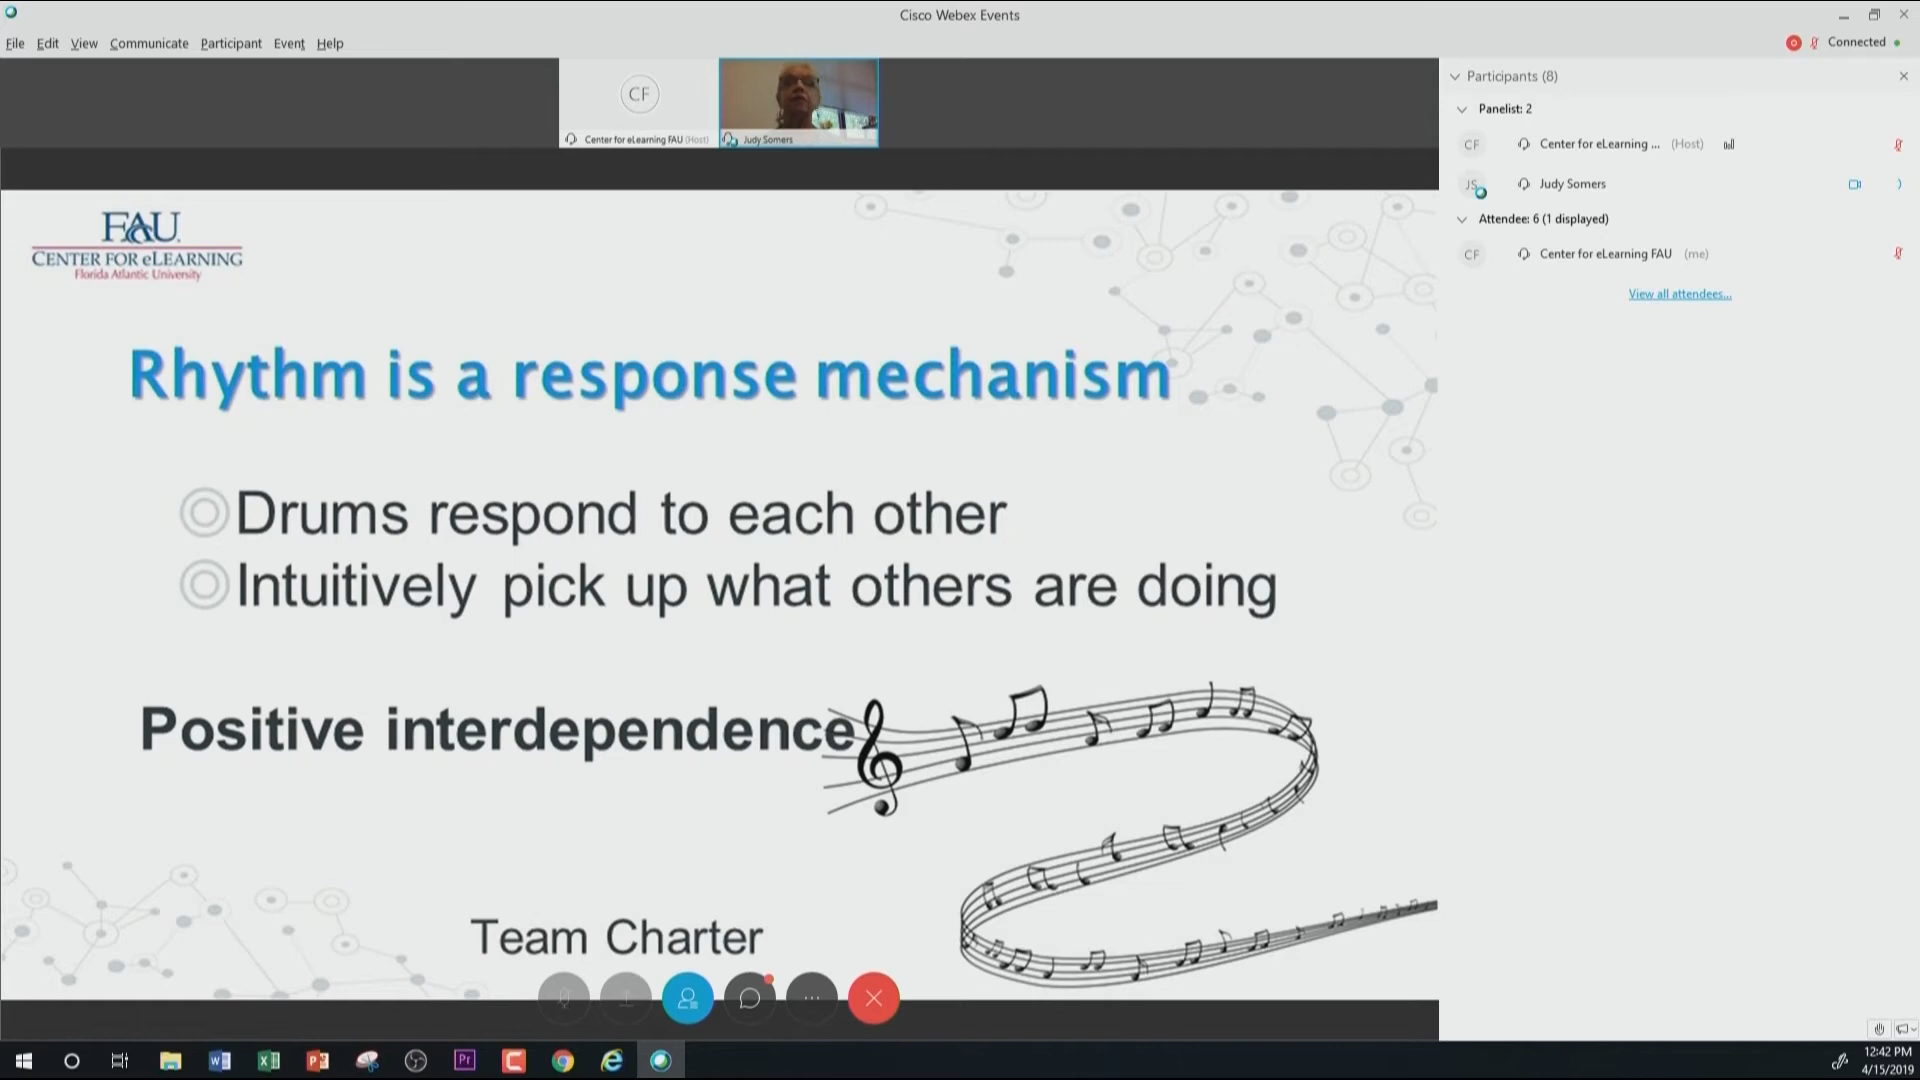 Cisco Webex Events
File Edit View Communicate Participant Event Help
Connected
CF
Center for eLearning FAU (Host)
Judy Somers
Participants (8)
Panelist: 2
CF Center for eLearning ... (Host)
JS Judy Somers
Attendee: 6 (1 displayed)
CF Center for eLearning FAU (me)
View all attendees...
FAU
CENTER FOR eLEARNING
Florida Atlantic University
Rhythm is a response mechanism
Drums respond to each other
Intuitively pick up what others are doing
Positive interdependence
Team Charter
Pr
12:42 PM
4/15/2019